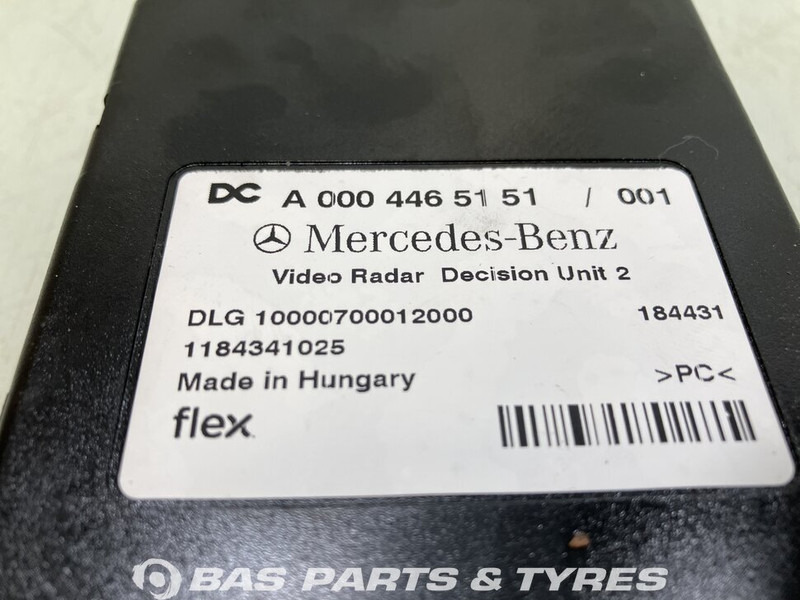 DC A 000 446 51 51 / 001
Mercedes-Benz
Video Radar Decision Unit 2
DLG 10000700012000 184431
1184341025
Made in Hungary >PC<
flex
BAS PARTS & TYRES